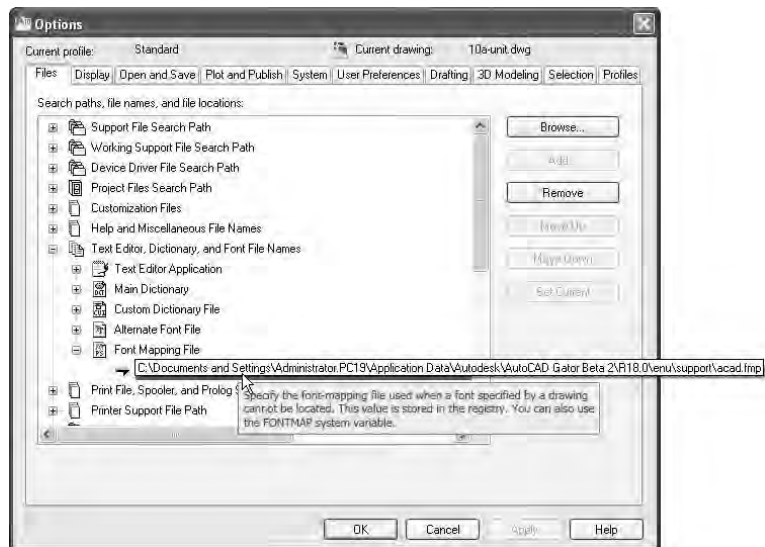 Options
Current profile: Standard Current drawing: 10a-unit.dwg
Files Display Open and Save Plot and Publish System User Preferences Drafting 3D Modeling Selection Profiles
Search paths, file names, and file locations:
Support File Search Path
Browse...
Working Support File Search Path
Device Driver File Search Path
Add...
Project Files Search Path
Remove
Customization Files
Help and Miscellaneous File Names
Move Up
Text Editor, Dictionary, and Font File Names
Move Down
Text Editor Application
Main Dictionary
Set Current
Custom Dictionary File
Alternate Font File
Font Mapping File
C:\Documents and Settings\Administrator.PC19\Application Data\Autodesk\AutoCAD Gator Beta 2\R18.0\enu\support\acad.fmp
Print File, Spooler, and Prolog
Specify the font-mapping file used when a font specified by a drawing
Printer Support File Path
cannot be located. This value is stored in the registry. You can also use
the FONTMAP system variable.
OK Cancel Apply Help